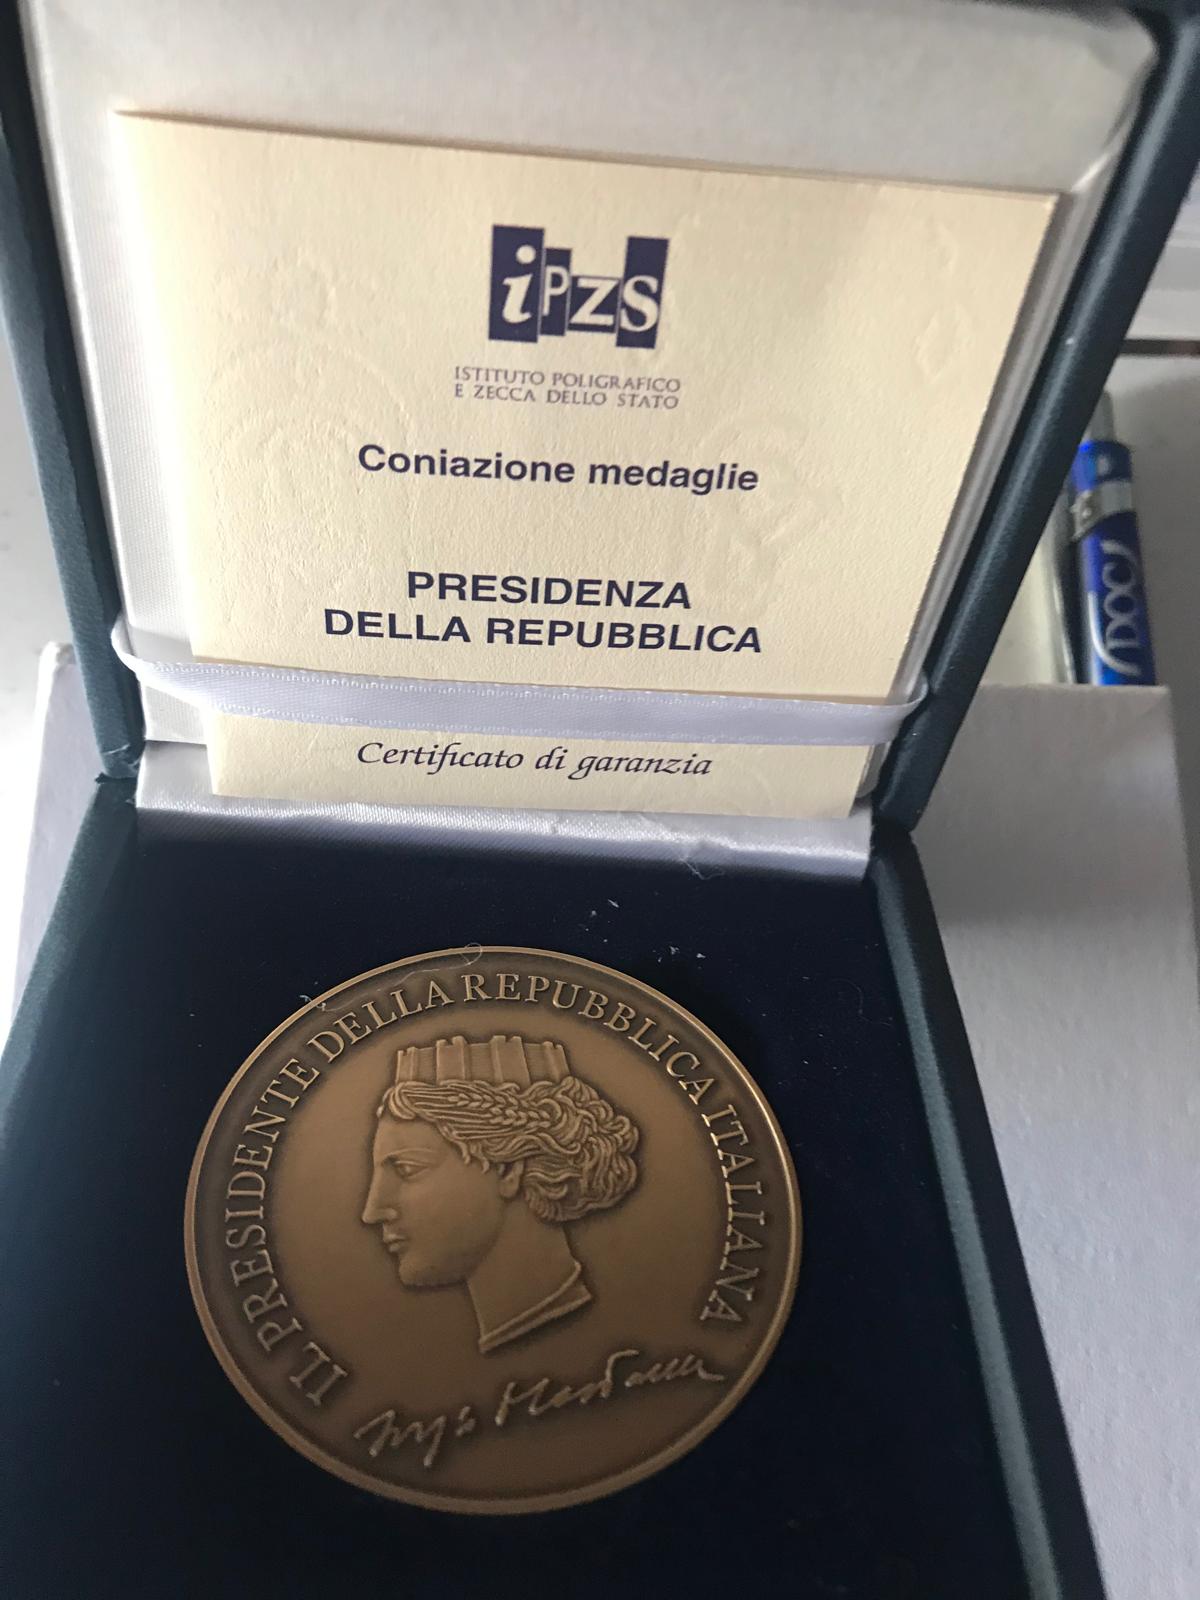 iPZS
ISTITUTO POLIGRAFICO
E ZECCA DELLO STATO
Coniazione medaglie
PRESIDENZA
DELLA REPUBBLICA
Certificato di garanzia
IL PRESIDENTE DELLA REPUBBLICA ITALIANA